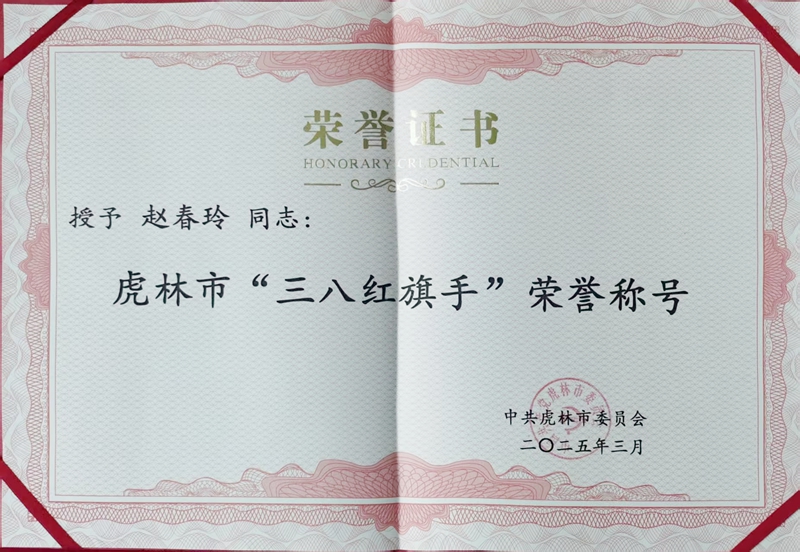 荣誉证书
HONORARY CREDENTIAL
授予 赵春玲 同志：
虎林市“三八红旗手”荣誉称号
中共虎林市委员会
二〇二五年三月